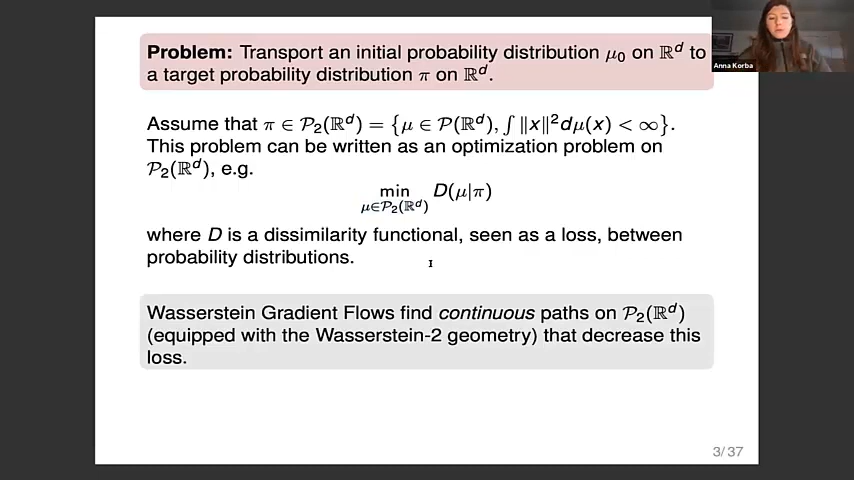 Problem: Transport an initial probability distribution μ₀ on ℝᵈ to
a target probability distribution π on ℝᵈ.
Anna Korba
Assume that π ∈ 𝒫₂(ℝᵈ) = {μ ∈ 𝒫(ℝᵈ), ∫ ‖x‖²dμ(x) < ∞}.
This problem can be written as an optimization problem on
𝒫₂(ℝᵈ), e.g.
min D(μ|π)
μ∈𝒫₂(ℝᵈ)
where D is a dissimilarity functional, seen as a loss, between
probability distributions.
Wasserstein Gradient Flows find continuous paths on 𝒫₂(ℝᵈ)
(equipped with the Wasserstein-2 geometry) that decrease this
loss.
3/37